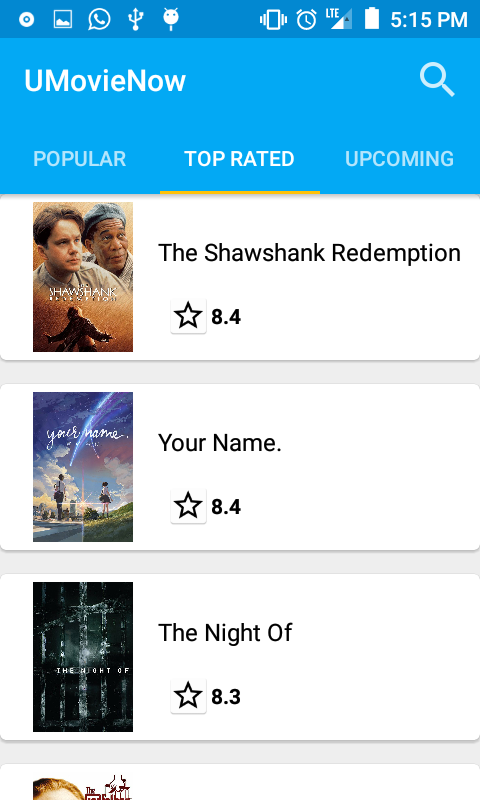 LTE 5:15 PM
UMovieNow
POPULAR TOP RATED UPCOMING
SHAWSHANK
REDEMPTION
The Shawshank Redemption
8.4
your name.
Your Name.
8.4
THE NIGHT OF
The Night Of
8.3
The